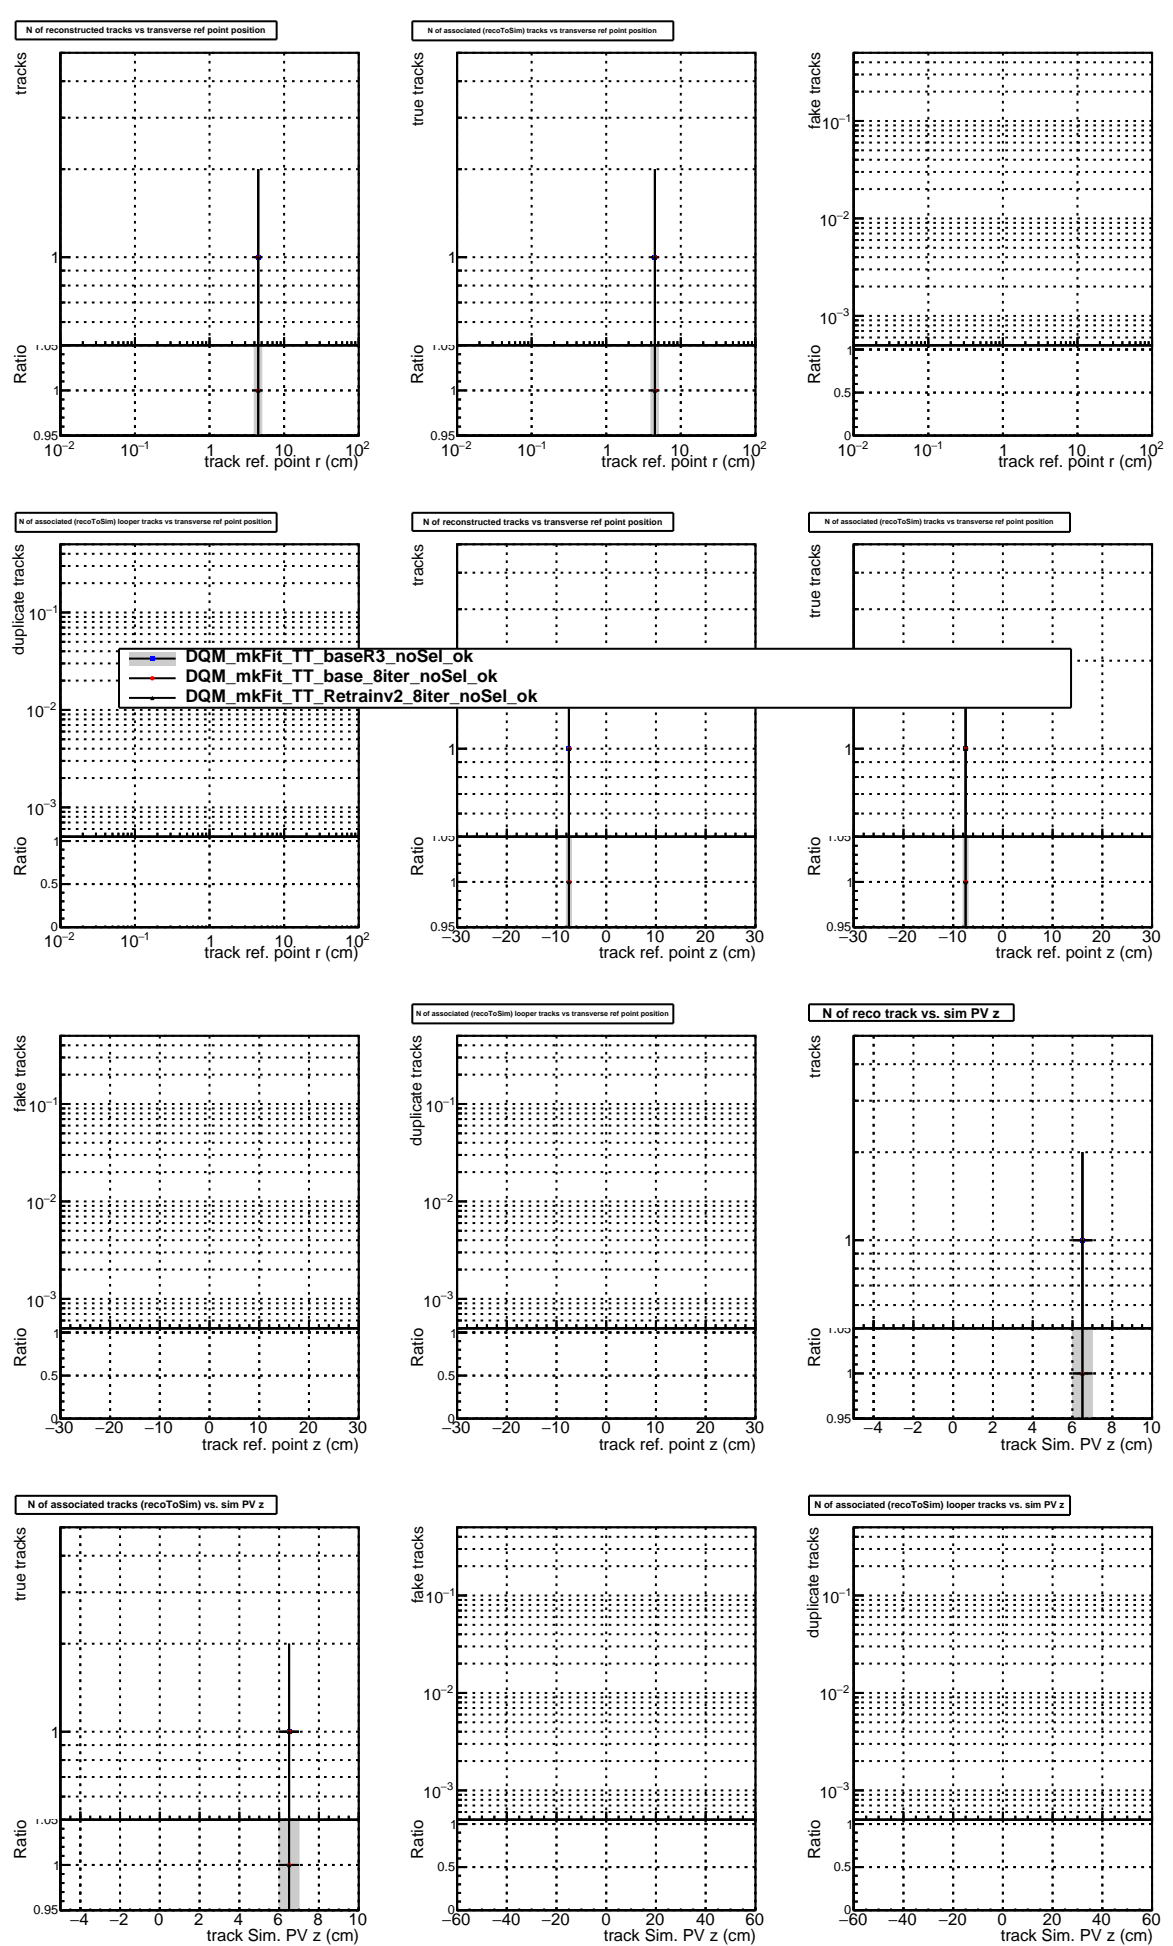 N of reconstructed tracks vs transverse ref point position
tracks
1
Ratio
1.05
1
0.95
10−2 10−1 1 10 102
track ref. point r (cm)
N of associated (recoToSim) tracks vs transverse ref point position
true tracks
1
Ratio
1.05
1
0.95
10−2 10−1 1 10 102
track ref. point r (cm)
fake tracks
10−1
10−2
10−3
Ratio
1
0.5
0
10−2 10−1 1 10 102
track ref. point r (cm)
N of associated (recoToSim) looper tracks vs transverse ref point position
duplicate tracks
10−1
10−2
10−3
Ratio
1
0.5
0
10−2 10−1 1 10 102
track ref. point r (cm)
N of reconstructed tracks vs transverse ref point position
tracks
1
Ratio
1.05
1
0.95
−30 −20 −10 0 10 20 30
track ref. point z (cm)
N of associated (recoToSim) tracks vs transverse ref point position
true tracks
1
Ratio
1.05
1
0.95
−30 −20 −10 0 10 20 30
track ref. point z (cm)
DQM_mkFit_TT_baseR3_noSel_ok
DQM_mkFit_TT_base_8iter_noSel_ok
DQM_mkFit_TT_Retrainv2_8iter_noSel_ok
fake tracks
10−1
10−2
10−3
Ratio
1
0.5
0
−30 −20 −10 0 10 20 30
track ref. point z (cm)
N of associated (recoToSim) looper tracks vs transverse ref point position
duplicate tracks
10−1
10−2
10−3
Ratio
1
0.5
0
−30 −20 −10 0 10 20 30
track ref. point z (cm)
N of reco track vs. sim PV z
tracks
1
Ratio
1.05
1
0.95
−4 −2 0 2 4 6 8 10
track Sim. PV z (cm)
N of associated tracks (recoToSim) vs. sim PV z
true tracks
1
Ratio
1.05
1
0.95
−4 −2 0 2 4 6 8 10
track Sim. PV z (cm)
fake tracks
10−1
10−2
10−3
Ratio
1
0.5
0
−60 −40 −20 0 20 40 60
track Sim. PV z (cm)
N of associated (recoToSim) looper tracks vs. sim PV z
duplicate tracks
10−1
10−2
10−3
Ratio
1
0.5
0
−60 −40 −20 0 20 40 60
track Sim. PV z (cm)